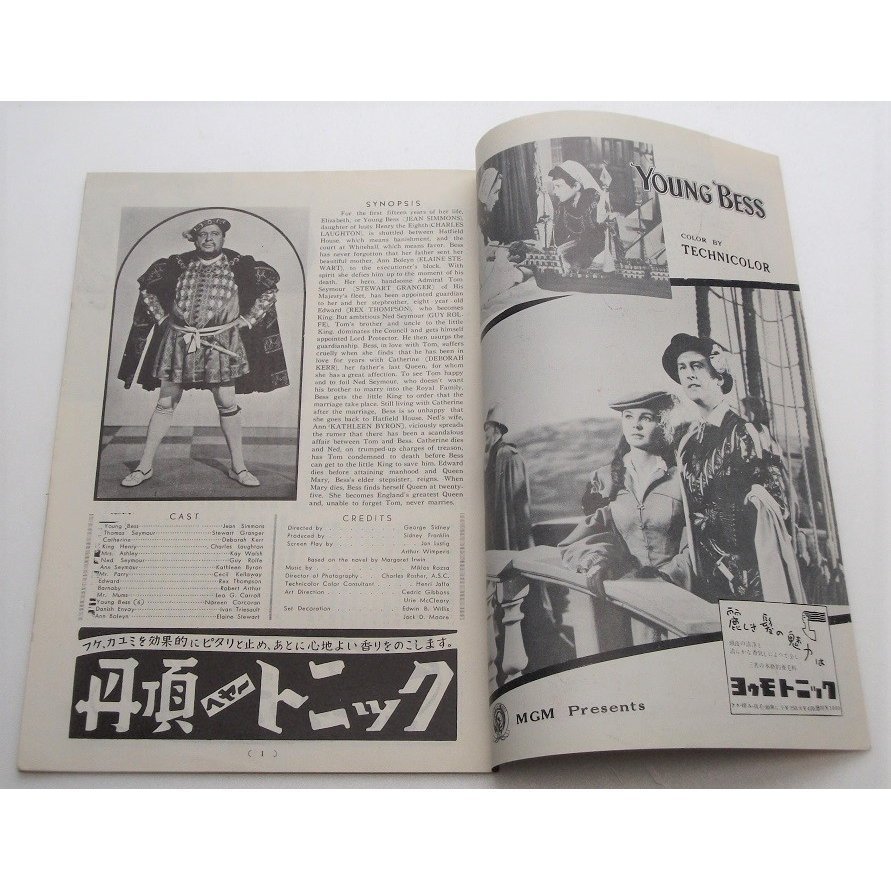 SYNOPSIS
For the first fifteen years of her life,
Elizabeth, or Young Bess (JEAN SIMMONS),
daughter of lusty Henry the Eighth (CHARLES
LAUGHTON), is shuttled between Hatfield
House, which means banishment, and the
court at Whitehall, which means favor. Bess
has never forgotten that her father sent her
beautiful mother, Ann Boleyn (ELAINE STE-
WART), to the executioner's block. With
spirit she defies him up to the moment of his
death. Her hero, handsome Admiral Tom
Seymour (STEWART GRANGER) of His
Majesty's fleet, has been appointed guardian
to her and her stepbrother, eight year old
Edward (REX THOMPSON), who becomes
King. But ambitious Ned Seymour (GUY ROL-
FE), Tom's brother and uncle to the little
king, dominates the Council and gets himself
appointed Lord Protector. He then usurps the
guardianship. Bess, in love with Tom, suffers
cruelly when she finds that he has been in
love for years with Catherine (DEBORAH
KERR), her father's last Queen, for whom
she has a great affection. To see Tom happy
and to foil Ned Seymour, who doesn't want
his brother to marry into the Royal Family,
Bess gets the little King to order that the
marriage take place. Still living with Catherine
after the marriage, Bess is so unhappy that
she goes back to Hatfield House. Ned's wife,
Ann (KATHLEEN BYRON), viciously spreads
the rumer that there has been a scandalous
affair between Tom and Bess. Catherine dies
and Ned, on trumped-up charges of treason,
has Tom condemned to death before Bess
can get to the little King to save him. Edward
dies before attaining manhood and Queen
Mary, Bess's elder stepsister, reigns. When
Mary dies, Bess finds herself Queen at twenty-
five. She becomes England's greatest Queen
and, unable to forget Tom, never marries.
CAST
Young Bess Jean Simmons
Thomas Seymour Stewart Granger
Catherine Deborah Kerr
King Henry Charles Laughton
Mrs. Ashley Kay Walsh
Ned Seymour Guy Rolfe
Ann Seymour Kathleen Byron
Mr. Parry Cecil Kellaway
Edward Rex Thompson
Barnaby Robert Arthur
Mr. Mums Leo G. Carroll
Young Bess (6) Noreen Corcoran
Danish Envoy Ivan Triesault
Ann Boleyn Elaine Stewart
CREDITS
Directed by George Sidney
Produced by Sidney Franklin
Screen Play by Jan Lustig
Arthur Wimperis
Based on the novel by Margaret Irwin
Music by Miklos Rozsa
Director of Photography Charles Rosher, A.S.C.
Technicolor Color Consultant Henri Jaffa
Art Direction Cedric Gibbons
Urie McCleary
Set Decoration Edwin B. Willis
Jack D. Moore
フケ、カユミを効果的にピタリと止め、あとに心地よい香りをのこします。
丹頂ヘヤートニック
( 1 )
"YOUNG BESS"
COLOR BY
TECHNICOLOR
麗しき髪の魅力は
ヨウモトニック
MGM Presents